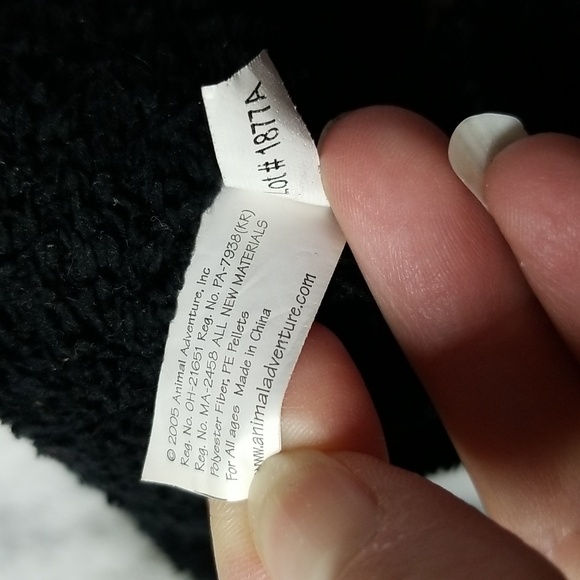 Lot # 1877A
© 2005 Animal Adventure, Inc
Reg. No. OH-21651 Reg. No. PA-7938(KR)
Reg. No. MA-2458 ALL NEW MATERIALS
Polyester Fiber, PE Pellets
For All ages Made in China
www.animaladventure.com